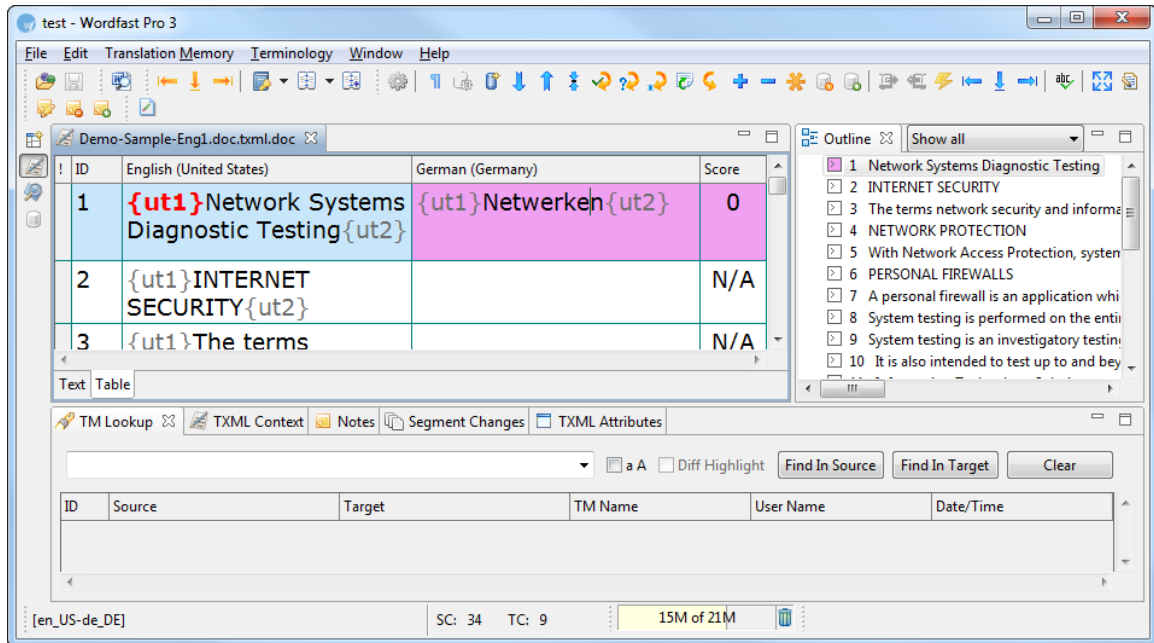 test - Wordfast Pro 3
File Edit Translation Memory Terminology Window Help
Demo-Sample-Eng1.doc.txml.doc
! ID English (United States) German (Germany) Score
1 {ut1}Network Systems {ut1}Netwerken{ut2} 0
Diagnostic Testing{ut2}
2 {ut1}INTERNET N/A
SECURITY{ut2}
3 {ut1}The terms N/A
Text Table
Outline Show all
1 Network Systems Diagnostic Testing
2 INTERNET SECURITY
3 The terms network security and informa
4 NETWORK PROTECTION
5 With Network Access Protection, system
6 PERSONAL FIREWALLS
7 A personal firewall is an application whi
8 System testing is performed on the enti
9 System testing is an investigatory testin
10 It is also intended to test up to and bey
TM Lookup TXML Context Notes Segment Changes TXML Attributes
a A Diff Highlight Find In Source Find In Target Clear
ID Source Target TM Name User Name Date/Time
[en_US-de_DE] SC: 34 TC: 9 15M of 21M